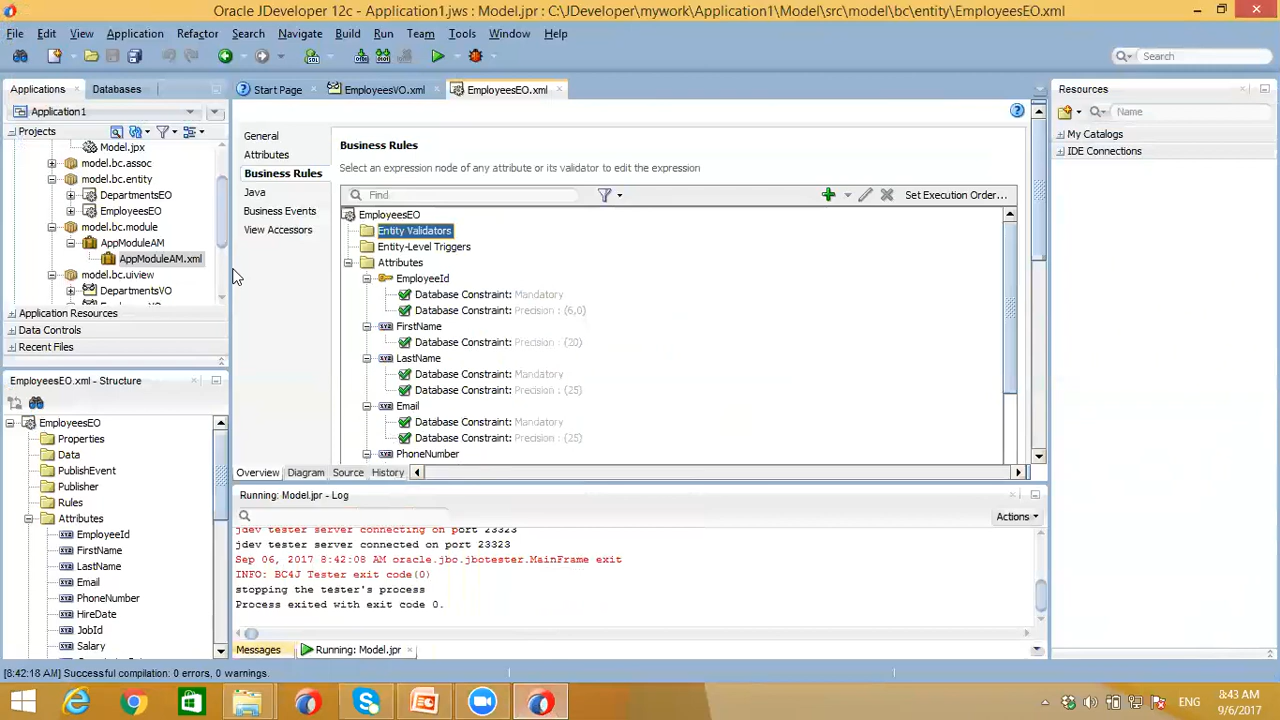 Oracle JDeveloper 12c - Application1.jws : Model.jpr : C:\JDeveloper\mywork\Application1\Model\src\model\bc\entity\EmployeesEO.xml
File Edit View Application Refactor Search Navigate Build Run Team Tools Window Help
Search
Applications Databases
Start Page EmployeesVO.xml EmployeesEO.xml
Resources
Application1
Name
Projects
My Catalogs
IDE Connections
Model.jpx
model.bc.assoc
model.bc.entity
DepartmentsEO
EmployeesEO
model.bc.module
AppModuleAM
AppModuleAM.xml
model.bc.uiview
DepartmentsVO
Application Resources
Data Controls
Recent Files
General
Attributes
Business Rules
Java
Business Events
View Accessors
Business Rules
Select an expression node of any attribute or its validator to edit the expression
Find
Set Execution Order...
EmployeesEO
Entity Validators
Entity-Level Triggers
Attributes
EmployeeId
Database Constraint: Mandatory
Database Constraint: Precision : (6,0)
FirstName
Database Constraint: Precision : (20)
LastName
Database Constraint: Mandatory
Database Constraint: Precision : (25)
Email
Database Constraint: Mandatory
Database Constraint: Precision : (25)
PhoneNumber
Overview Diagram Source History
EmployeesEO.xml - Structure
EmployeesEO
Properties
Data
PublishEvent
Publisher
Rules
Attributes
EmployeeId
FirstName
LastName
Email
PhoneNumber
HireDate
JobId
Salary
Running: Model.jpr - Log
Actions
jdev tester server connecting on port 23323
jdev tester server connected on port 23323
Sep 06, 2017 8:42:08 AM oracle.jbo.jbotester.MainFrame exit
INFO: BC4J Tester exit code(0)
stopping the tester's process
Process exited with exit code 0.
Messages Running: Model.jpr
[8:42:18 AM] Successful compilation: 0 errors, 0 warnings.
ENG
8:43 AM
9/6/2017